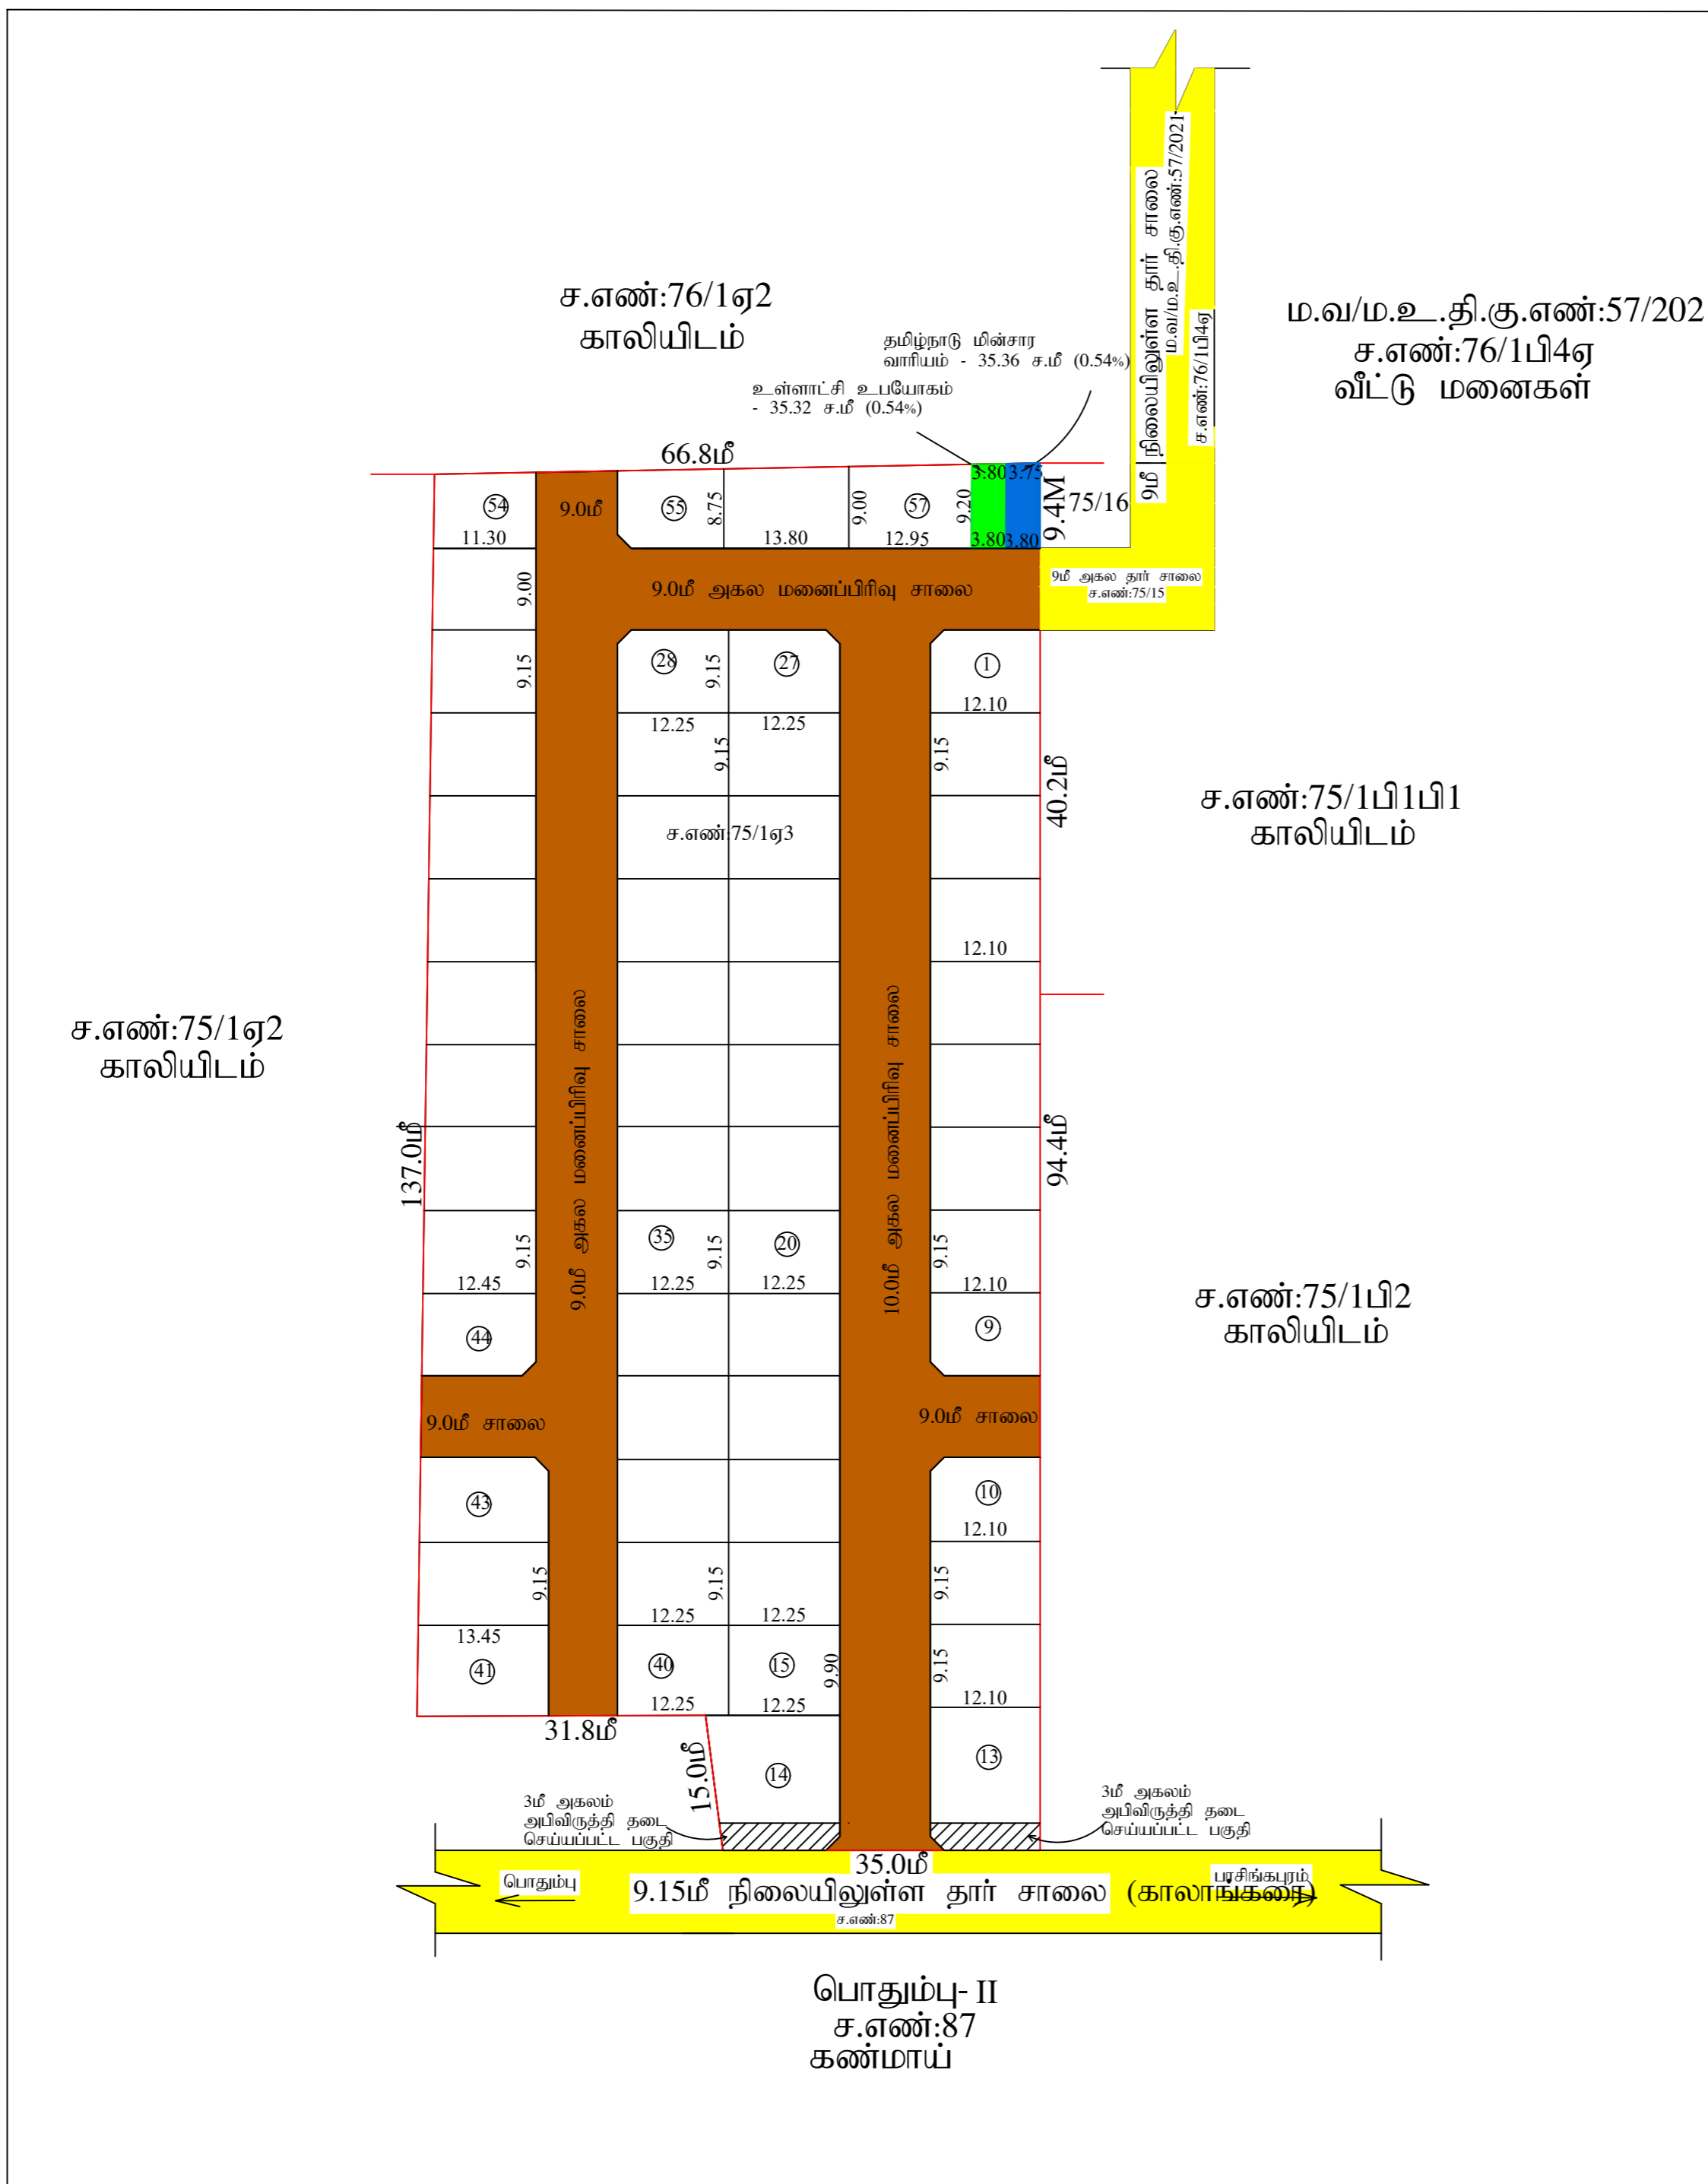 ச.எண்:76/1ஏ2
காலியிடம்
தமிழ்நாடு மின்சார
வாரியம் - 35.36 ச.மீ (0.54%)
உள்ளாட்சி உபயோகம்
- 35.32 ச.மீ (0.54%)
9மீ நிலையிலுள்ள தார் சாலை
ம.வ/ம.உ.தி.கு.எண்:57/2021
ச.எண்:76/1பி4ஏ
ம.வ/ம.உ.தி.கு.எண்:57/202
ச.எண்:76/1பி4ஏ
வீட்டு மனைகள்
66.8மீ
54
11.30
9.0மீ
55
8.75
13.80
9.00
57
12.95
9.20
3.80
3.75
3.80
3.80
9.4M
75/16
9.00
9.0மீ அகல மனைப்பிரிவு சாலை
9மீ அகல தார் சாலை
ச.எண்:75/15
9.15
28
9.15
27
1
12.10
12.25
12.25
9.15
9.15
40.2மீ
ச.எண்:75/1பி1பி1
காலியிடம்
ச.எண்:75/1ஏ3
12.10
ச.எண்:75/1ஏ2
காலியிடம்
137.0மீ
9.0மீ அகல மனைப்பிரிவு சாலை
10.0மீ அகல மனைப்பிரிவு சாலை
94.4மீ
9.15
12.45
35
9.15
20
12.25
12.25
9.15
12.10
ச.எண்:75/1பி2
காலியிடம்
44
9
9.0மீ சாலை
9.0மீ சாலை
43
10
12.10
9.15
9.15
9.15
12.25
12.25
13.45
41
40
15
9.90
9.15
12.25
12.25
12.10
31.8மீ
15.0மீ
14
13
3மீ அகலம்
அபிவிருத்தி தடை
செய்யப்பட்ட பகுதி
3மீ அகலம்
அபிவிருத்தி தடை
செய்யப்பட்ட பகுதி
35.0மீ
பொதும்பு
9.15மீ நிலையிலுள்ள தார் சாலை (காலாங்கரை)
பரசிங்கபுரம்
ச.எண்:87
பொதும்பு- II
ச.எண்:87
கண்மாய்